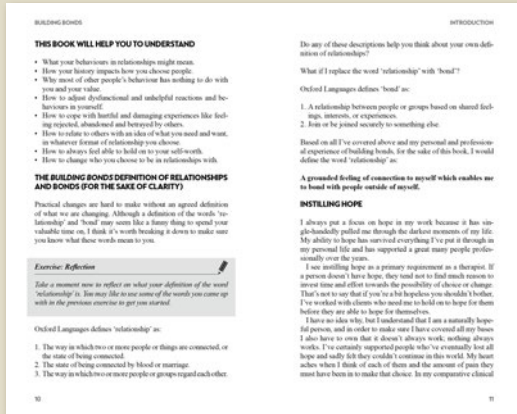 BUILDING BONDS
THIS BOOK WILL HELP YOU TO UNDERSTAND
• What your behaviours in relationships might mean.
• How your history impacts how you choose people.
• Why most of other people's behaviour has nothing to do with
you and your value.
• How to adjust dysfunctional and unhelpful reactions and be-
haviours in yourself.
• How to cope with hurtful and damaging experiences like feel-
ing rejected, abandoned and betrayed by others.
• How to relate to others with an idea of what you need and want,
in whatever format of relationship you choose.
• How to always feel able to hold on to your self-worth.
• How to change who you choose to be in relationships with.
THE BUILDING BONDS DEFINITION OF RELATIONSHIPS
AND BONDS (FOR THE SAKE OF CLARITY)
Practical changes are hard to make without an agreed definition
of what we are changing. Although a definition of the words 're-
lationship' and 'bond' may seem like a funny thing to spend your
valuable time on, I think it's worth breaking it down to make sure
you know what these words mean to you.
Exercise: Reflection
Take a moment now to reflect on what your definition of the word
'relationship' is. You may like to use some of the words you came up
with in the previous exercise to get you started.
Oxford Languages defines 'relationship' as:
1. The way in which two or more people or things are connected, or
the state of being connected.
2. The state of being connected by blood or marriage.
3. The way in which two or more people or groups regard each other.
10
INTRODUCTION
Do any of these descriptions help you think about your own defi-
nition of relationships?
What if I replace the word 'relationship' with 'bond'?
Oxford Languages defines 'bond' as:
1. A relationship between people or groups based on shared feel-
ings, interests, or experiences.
2. Join or be joined securely to something else.
Based on all I've covered above and my personal and profession-
al experience of building bonds, for the sake of this book, I would
define the word 'relationship' as:
A grounded feeling of connection to myself which enables me
to bond with people outside of myself.
INSTILLING HOPE
I always put a focus on hope in my work because it has sin-
gle-handedly pulled me through the darkest moments of my life.
My ability to hope has survived everything I've put it through in
my personal life and has supported a great many people profes-
sionally over the years.
I see instilling hope as a primary requirement as a therapist. If
a person doesn't have hope, they tend not to find much reason to
invest time and effort towards the possibility of choice or change.
That's not to say that if you're a bit hopeless you shouldn't bother.
I've worked with clients who need me to hold on to hope for them
before they are able to hope for themselves.
I have no idea why, but I understand that I am a naturally hope-
ful person, and in order to make sure I have covered all my bases
I also have to own that it doesn't always work; nothing always
works. I've certainly supported people who've eventually lost all
hope and sadly felt they couldn't continue in this world. My heart
aches when I think of each of them and the amount of pain they
must have been in to make that choice. In my comparative clinical
11